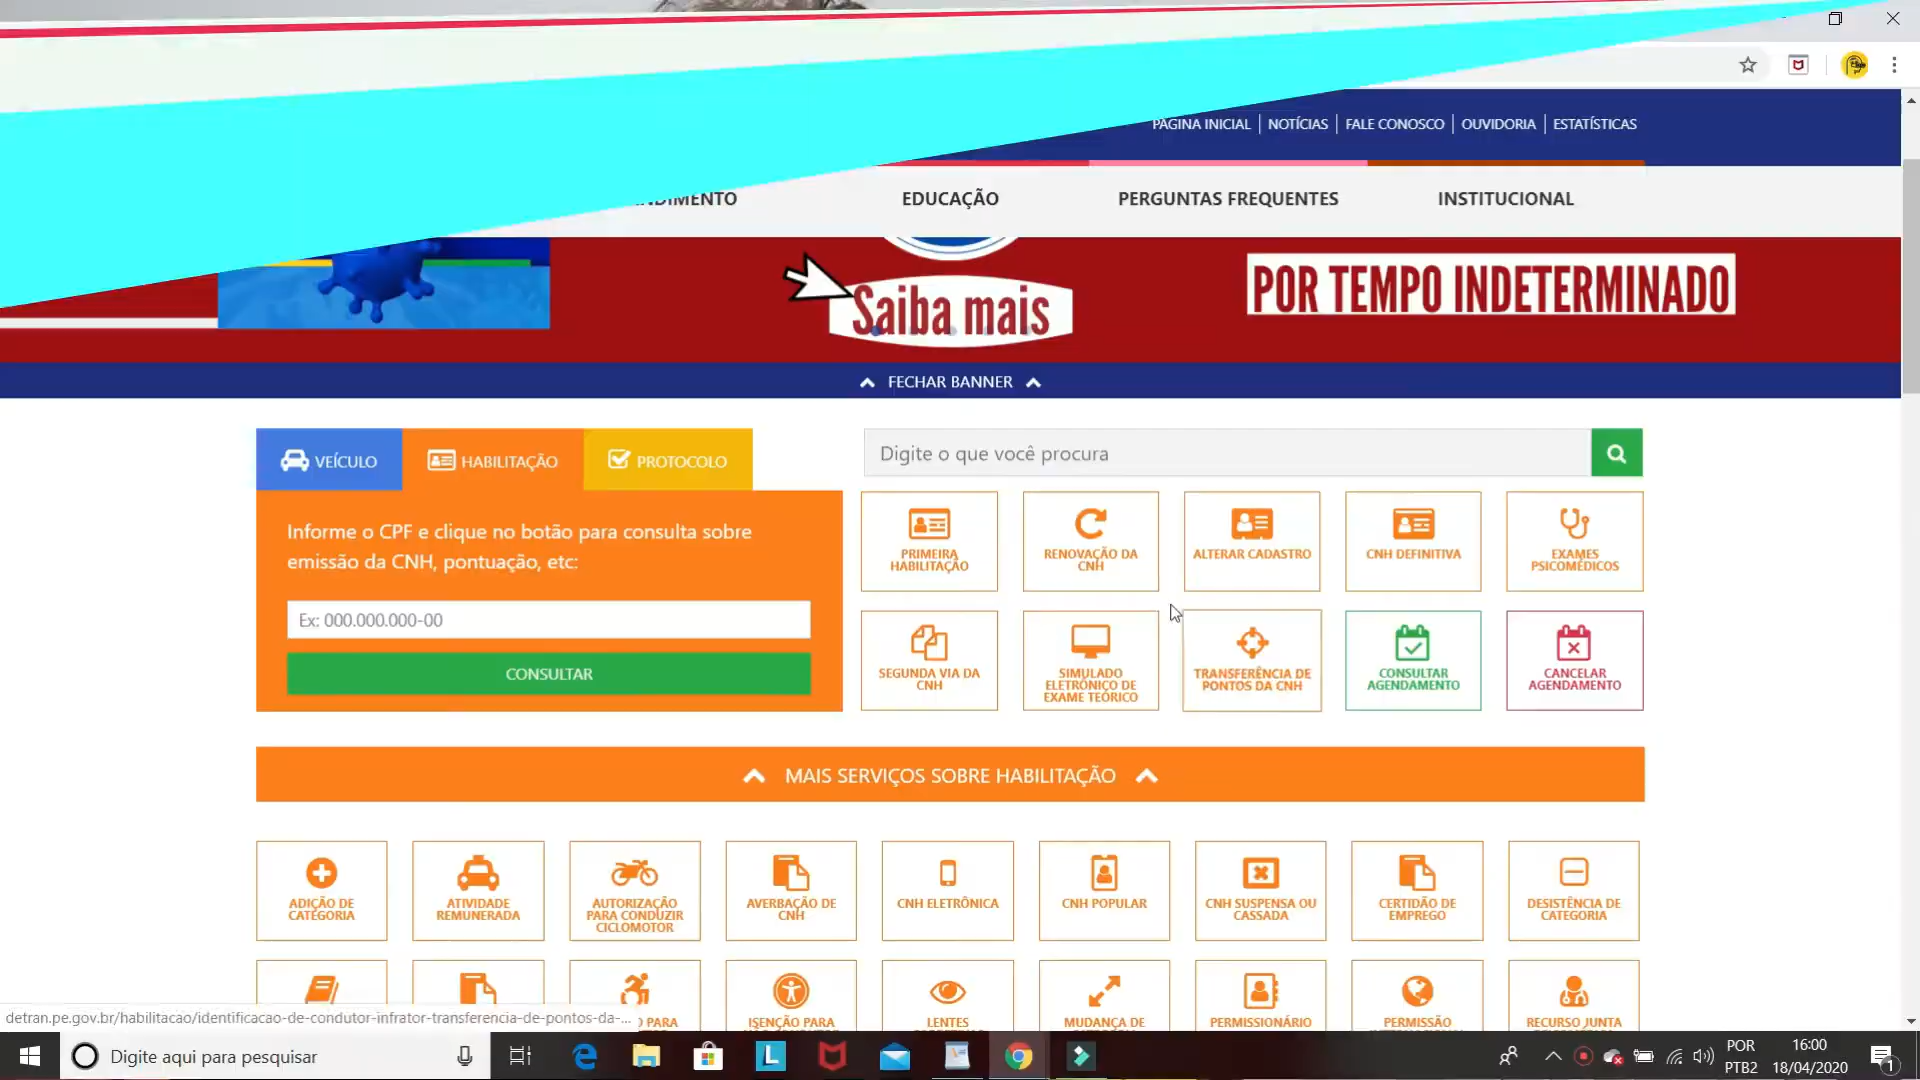 PÁGINA INICIAL | NOTÍCIAS | FALE CONOSCO | OUVIDORIA | ESTATÍSTICAS
EDUCAÇÃO
PERGUNTAS FREQUENTES
INSTITUCIONAL
Saiba mais
POR TEMPO INDETERMINADO
FECHAR BANNER
VEÍCULO
HABILITAÇÃO
PROTOCOLO
Digite o que você procura
Informe o CPF e clique no botão para consulta sobre
emissão da CNH, pontuação, etc:
Ex: 000.000.000-00
CONSULTAR
PRIMEIRA
HABILITAÇÃO
RENOVAÇÃO DA
CNH
ALTERAR CADASTRO
CNH DEFINITIVA
EXAMES
PSICOMÉDICOS
SEGUNDA VIA DA
CNH
SIMULADO
ELETRÔNICO DE
EXAME TEÓRICO
TRANSFERÊNCIA DE
PONTOS DA CNH
CONSULTAR
AGENDAMENTO
CANCELAR
AGENDAMENTO
MAIS SERVIÇOS SOBRE HABILITAÇÃO
ADIÇÃO DE
CATEGORIA
ATIVIDADE
REMUNERADA
AUTORIZAÇÃO
PARA CONDUZIR
CICLOMOTOR
AVERBAÇÃO DE
CNH
CNH ELETRÔNICA
CNH POPULAR
CNH SUSPENSA OU
CASSADA
CERTIDÃO DE
EMPREGO
DESISTÊNCIA DE
CATEGORIA
PARA
ISENÇÃO PARA
LENTES
MUDANÇA DE
PERMISSIONÁRIO
PERMISSÃO
RECURSO JUNTA
detran.pe.gov.br/habilitacao/identificacao-de-condutor-infrator-transferencia-de-pontos-da-...
Digite aqui para pesquisar
POR
PTB2
16:00
18/04/2020
1